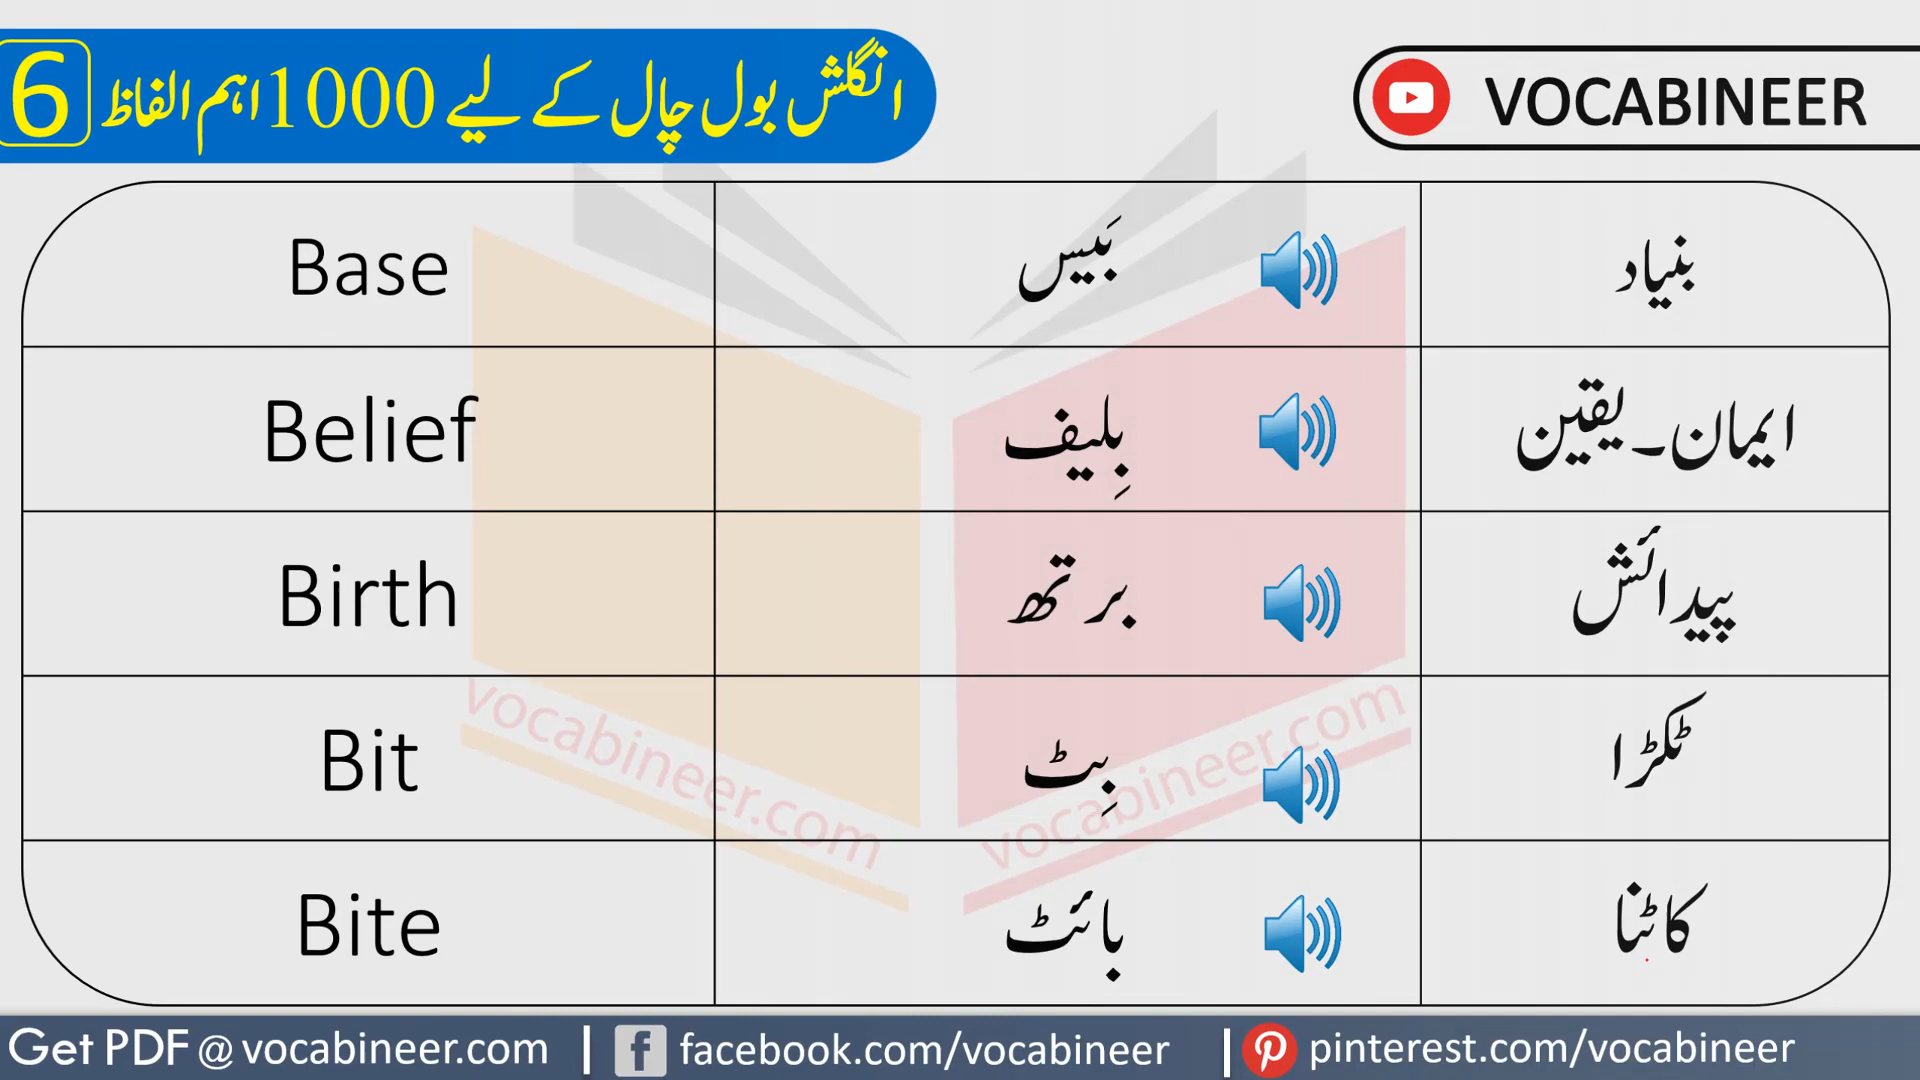 انگلش بول چال کے لیے 1000 اہم الفاظ 6
VOCABINEER
Base بَیس بنیاد
Belief بِلیف ایمان۔یقین
Birth برتھ پیدائش
Bit بِٹ ٹکڑا
Bite بائٹ کاٹنا
vocabineer.com vocabineer.com
Get PDF @ vocabineer.com | facebook.com/vocabineer | pinterest.com/vocabineer